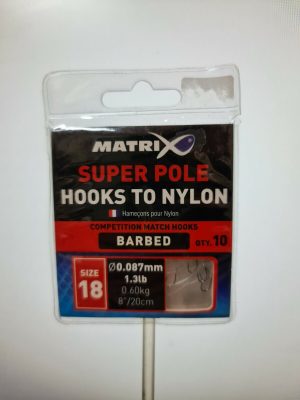 MATRIX
SUPER POLE
HOOKS TO NYLON
Hameçons pour Nylon
COMPETITION MATCH HOOKS
BARBED QTY. 10
SIZE
18
Ø0.087mm
1.3lb
0.60kg
8"/20cm